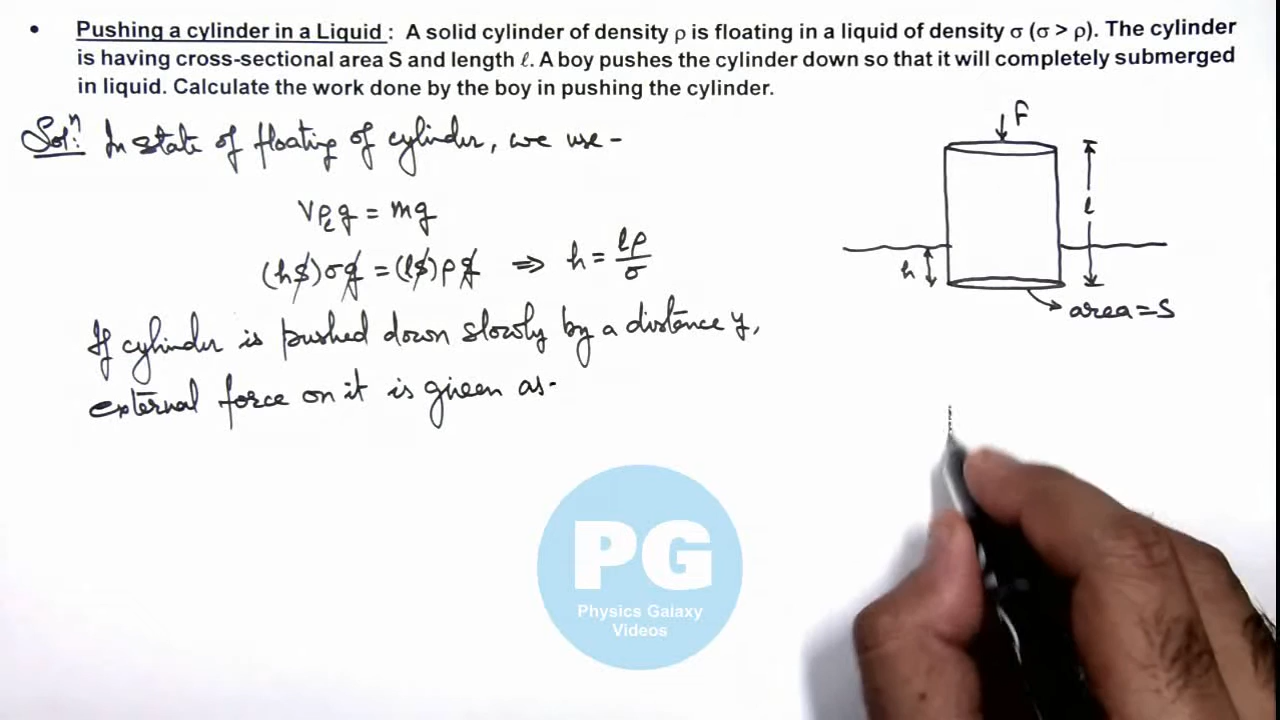 • Pushing a cylinder in a Liquid : A solid cylinder of density ρ is floating in a liquid of density σ (σ > ρ). The cylinder
is having cross-sectional area S and length ℓ. A boy pushes the cylinder down so that it will completely submerged
in liquid. Calculate the work done by the boy in pushing the cylinder.
Solⁿ: In state of floating of cylinder, we use –
Vρ_L g = mg
(hS)σg = (lS)ρg ⇒ h = lρ/σ
If cylinder is pushed down slowly by a distance y,
external force on it is given as-
F
l
h
area = S
PG
Physics Galaxy
Videos